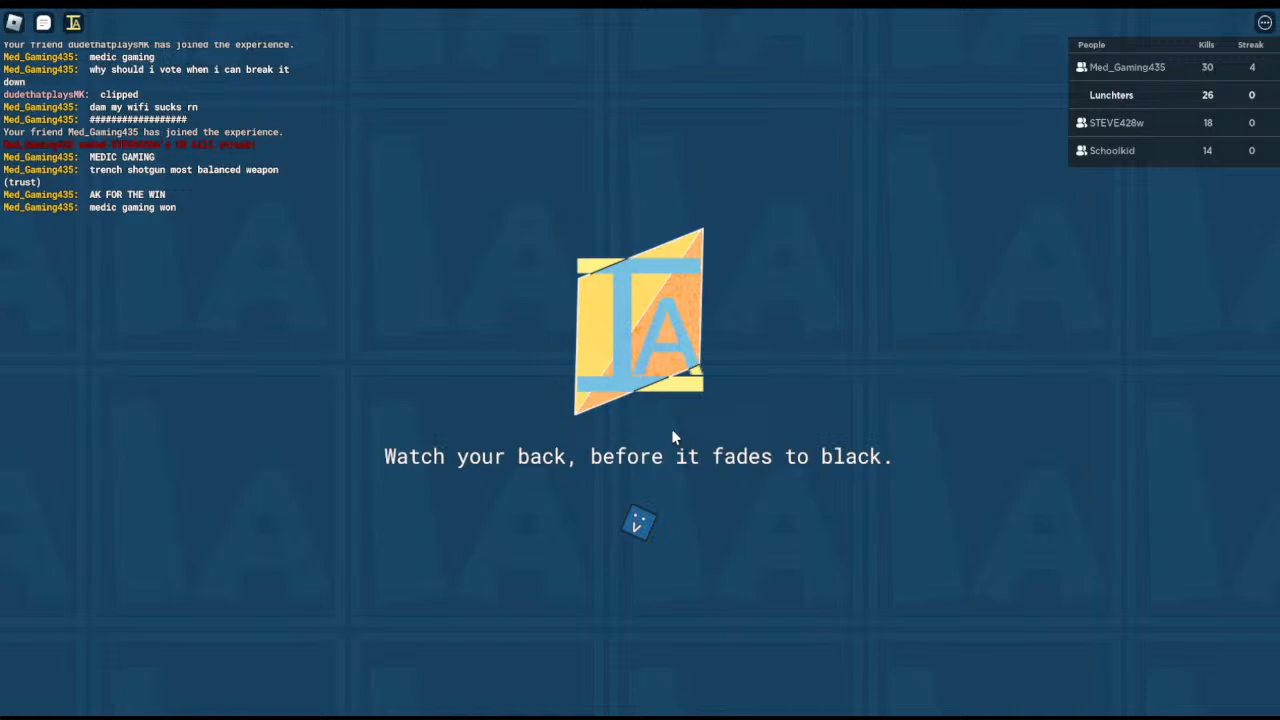 Your friend dudethatplaysMK has joined the experience.
Med_Gaming435: medic gaming
Med_Gaming435: why should i vote when i can break it
down
dudethatplaysMK: clipped
Med_Gaming435: dam my wifi sucks rn
Med_Gaming435: #################
Your friend Med_Gaming435 has joined the experience.
Med_Gaming435: MEDIC GAMING
Med_Gaming435: trench shotgun most balanced weapon
(trust)
Med_Gaming435: AK FOR THE WIN
Med_Gaming435: medic gaming won
People Kills Streak
Med_Gaming435 30 4
Lunchters 26 0
STEVE428w 18 0
Schoolkid 14 0
IA
Watch your back, before it fades to black.